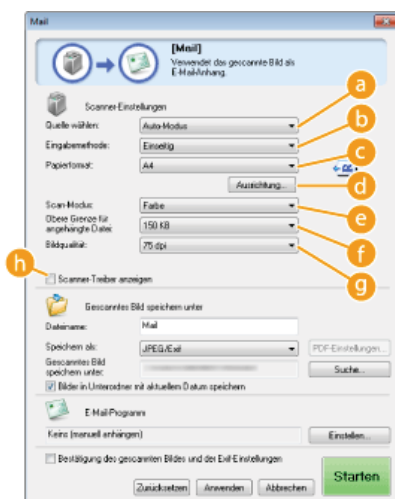 Mail
[Mail]
Verwendet das gescannte Bild als
E-Mail-Anhang.
a
Scanner-Einstellungen
Quelle wählen: Auto-Modus
b
Eingabemethode: Einseitig
c
Papierformat: A4
Ausrichtung...
d
Scan-Modus: Farbe
e
Obere Grenze für
angehängte Datei: 150 KB
f
Bildqualität: 75 dpi
g
h
Scanner-Treiber anzeigen
Gescanntes Bild speichern unter
Dateiname: Mail
Speichern als: JPEG/Exif PDF-Einstellungen...
Gescanntes Bild
speichern unter: Suche...
Bilder in Unterordner mit aktuellem Datum speichern
E-Mail-Programm
Keins (manuell anhängen) Einstellen...
Bestätigung des gescannten Bildes und der Exif-Einstellungen
Zurücksetzen Anwenden Abbrechen Starten